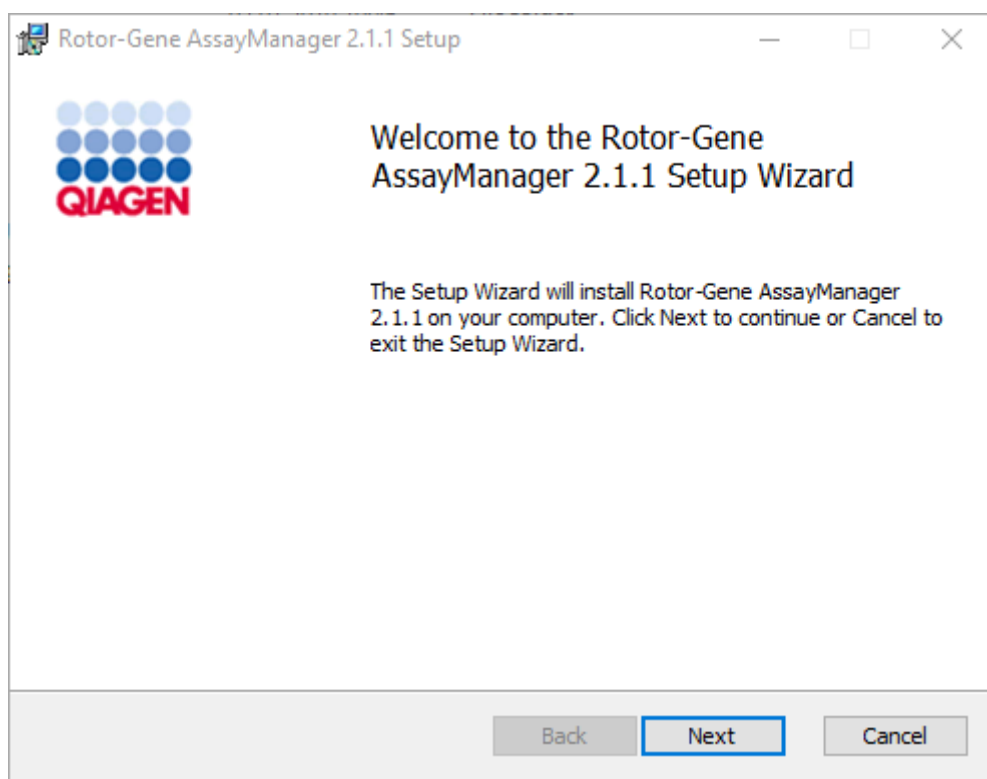 Rotor-Gene AssayManager 2.1.1 Setup
QIAGEN
Welcome to the Rotor-Gene
AssayManager 2.1.1 Setup Wizard
The Setup Wizard will install Rotor-Gene AssayManager
2.1.1 on your computer. Click Next to continue or Cancel to
exit the Setup Wizard.
Back
Next
Cancel